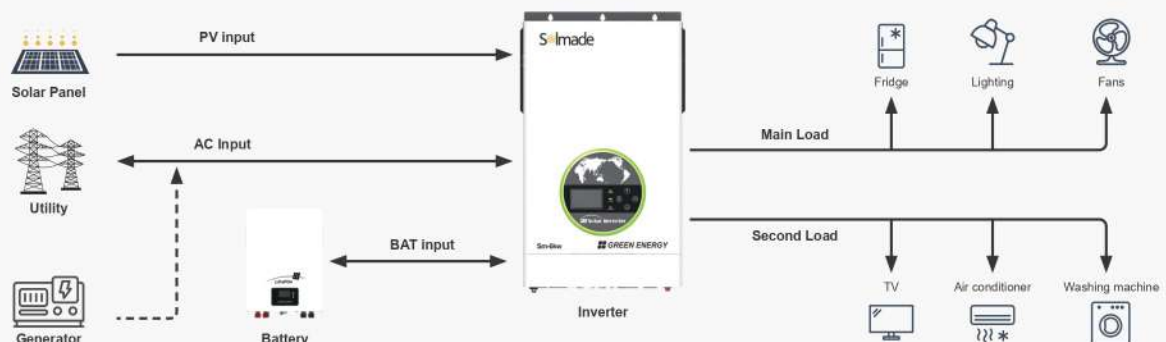 PV input
Solmade
Solar Panel
Fridge
Lighting
Fans
Main Load
AC Input
Utility
BAT input
GREEN ENERGY
Second Load
TV
Air conditioner
Washing machine
Inverter
Generator
Battery